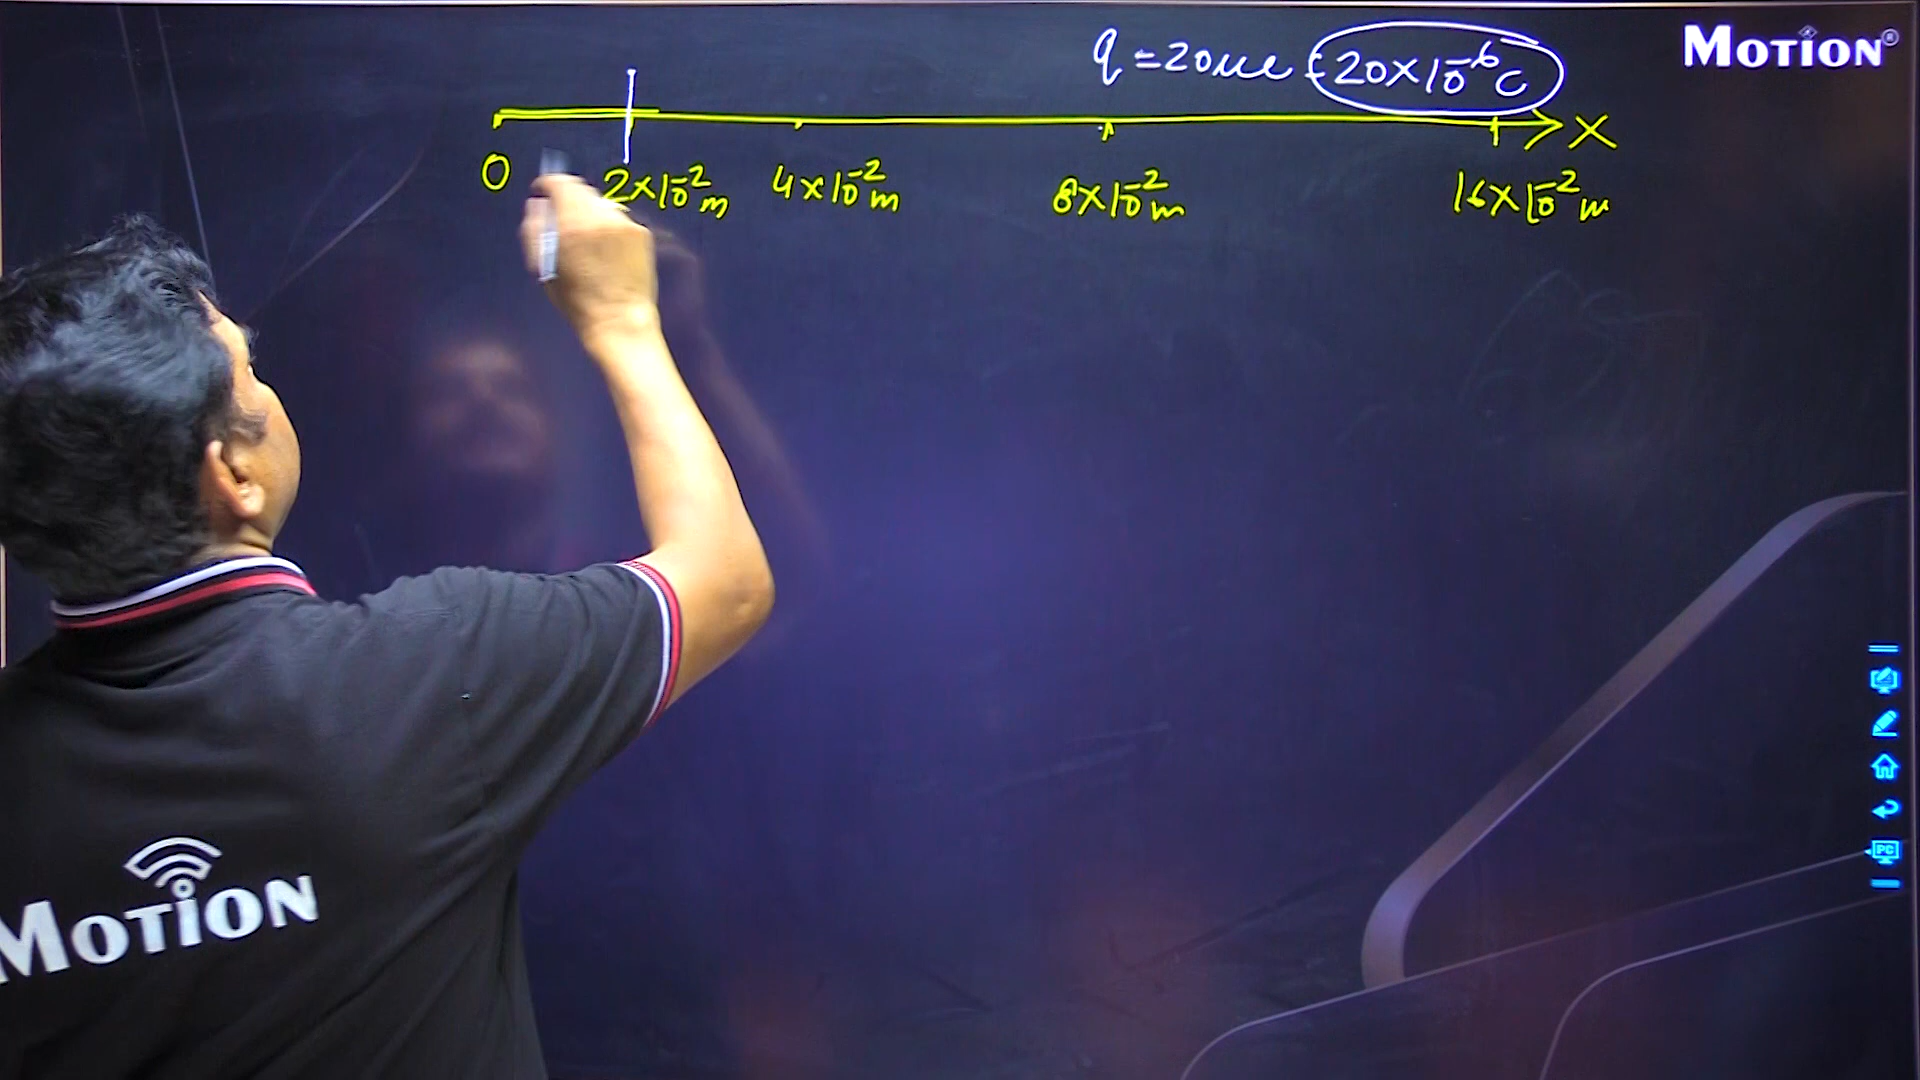 MOTION®
q = 20μc = 20×10⁻⁶C
X
0 2×10⁻²m 4×10⁻²m 8×10⁻²m 16×10⁻²m
MOTION
PC